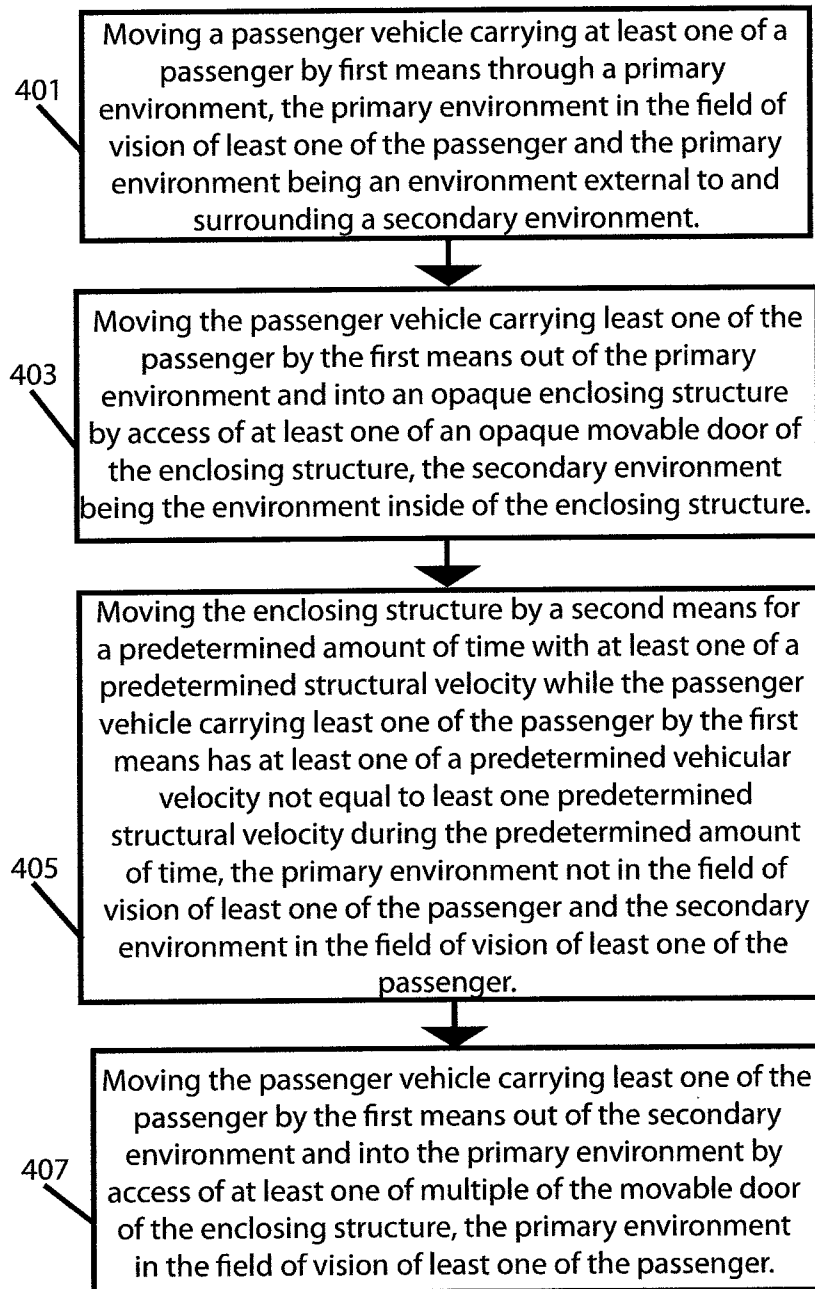 Moving a passenger vehicle carrying at least one of a
passenger by first means through a primary
environment, the primary environment in the field of
vision of least one of the passenger and the primary
environment being an environment external to and
surrounding a secondary environment.
401
Moving the passenger vehicle carrying least one of the
passenger by the first means out of the primary
environment and into an opaque enclosing structure
by access of at least one of an opaque movable door of
the enclosing structure, the secondary environment
being the environment inside of the enclosing structure.
403
Moving the enclosing structure by a second means for
a predetermined amount of time with at least one of a
predetermined structural velocity while the passenger
vehicle carrying least one of the passenger by the first
means has at least one of a predetermined vehicular
velocity not equal to least one predetermined
structural velocity during the predetermined amount
of time, the primary environment not in the field of
vision of least one of the passenger and the secondary
environment in the field of vision of least one of the
passenger.
405
Moving the passenger vehicle carrying least one of the
passenger by the first means out of the secondary
environment and into the primary environment by
access of at least one of multiple of the movable door
of the enclosing structure, the primary environment
in the field of vision of least one of the passenger.
407